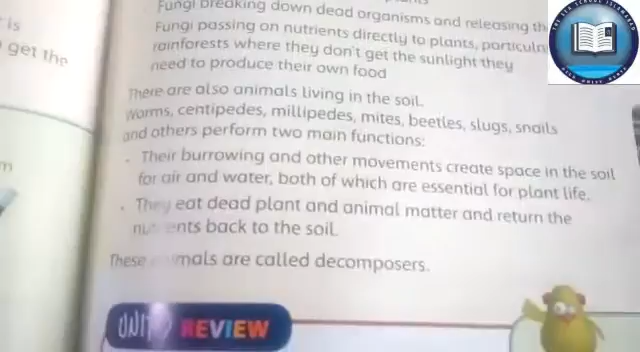 is
get the
m
Fungi breaking down dead organisms and releasing
Fungi passing on nutrients directly to plants,
rainforests where they don't get the sunlight they
need to produce their own food
There are also animals living in the soil.
Worms, centipedes, millipedes, mites, beetles, slugs, snails
and others perform two main functions:
• Their burrowing and other movements create space in the soil
for air and water, both of which are essential for plant life.
• They eat dead plant and animal matter and return the
nutrients back to the soil.
These animals are called decomposers.
UNIT REVIEW